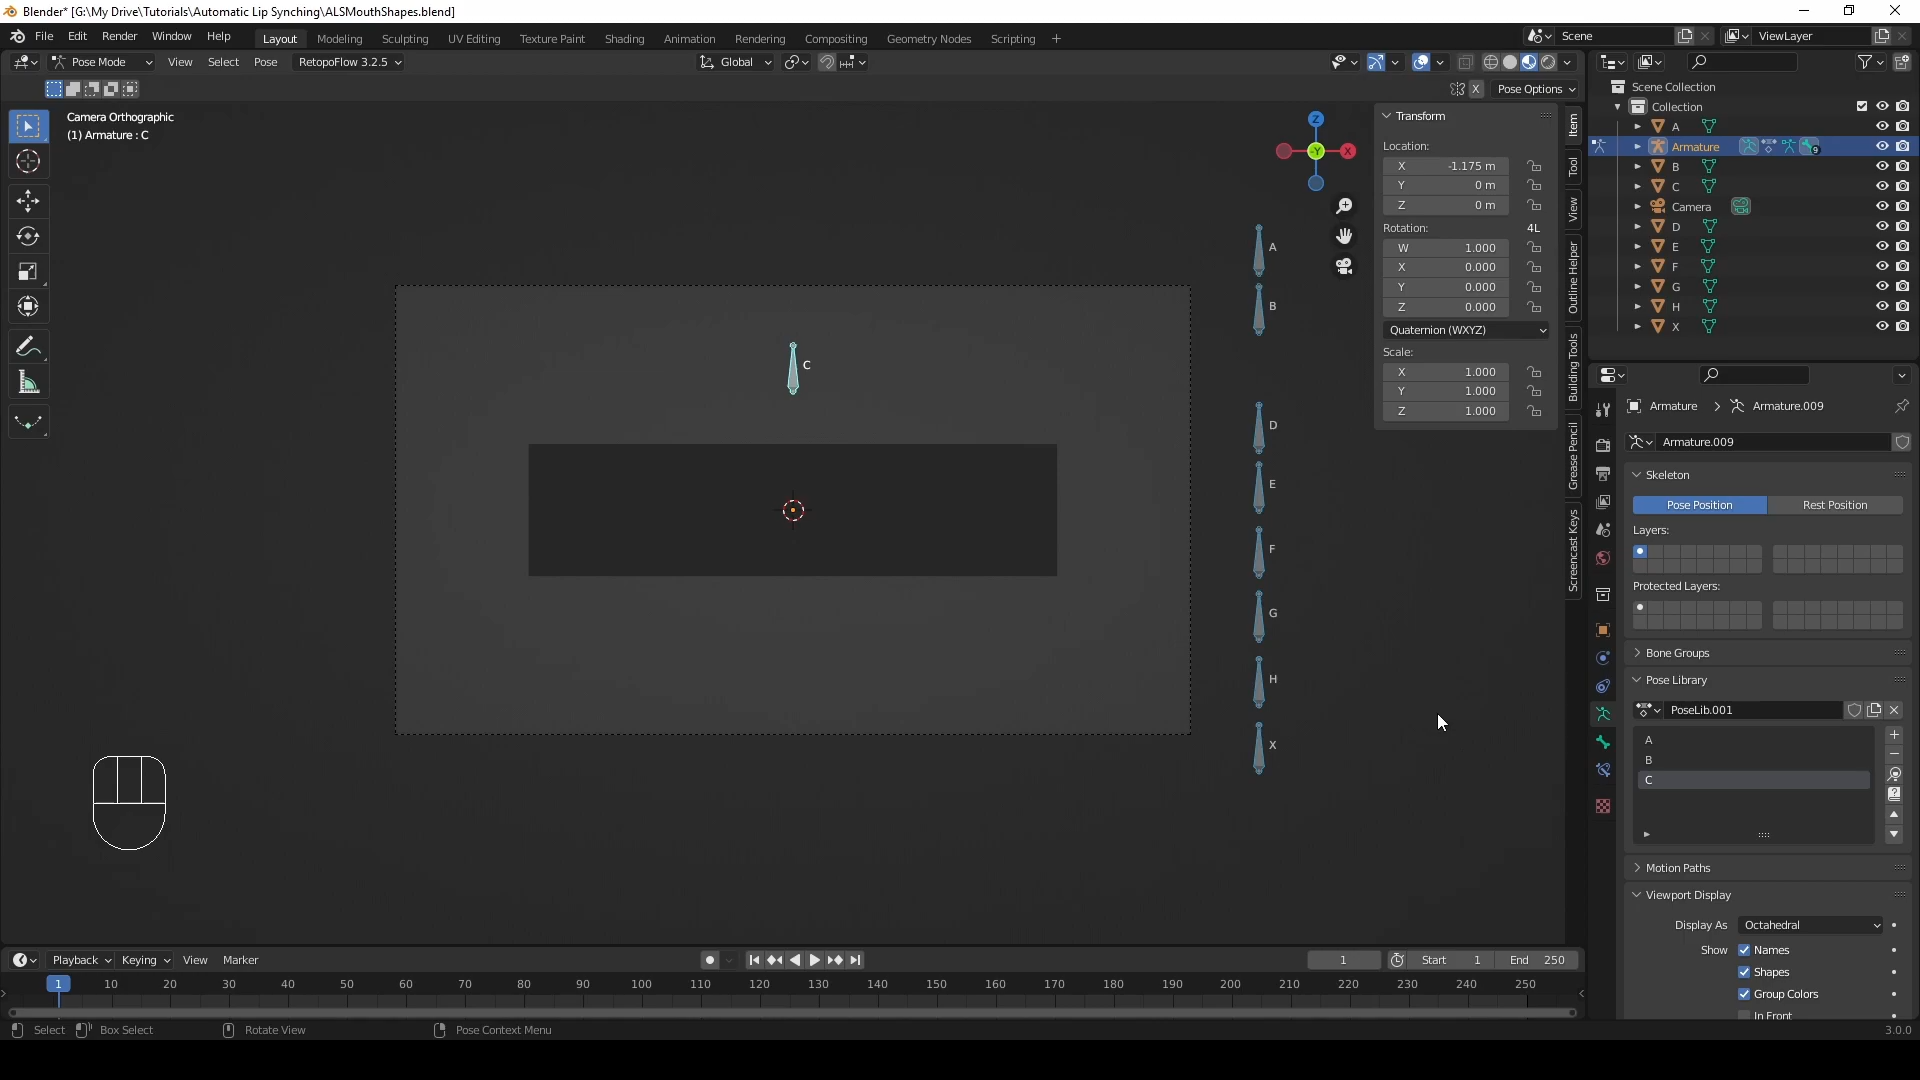 Blender* [G:\My Drive\Tutorials\Automatic Lip Synching\ALSMouthShapes.blend]
File Edit Render Window Help Layout Modeling Sculpting UV Editing Texture Paint Shading Animation Rendering Compositing Geometry Nodes Scripting + Scene ViewLayer
Pose Mode View Select Pose RetopoFlow 3.2.5 Global
X Pose Options
Camera Orthographic
(1) Armature : C
Z
-Y
X
A
B
C
D
E
F
G
H
X
Transform
Location:
X -1.175 m
Y 0 m
Z 0 m
Rotation: 4L
W 1.000
X 0.000
Y 0.000
Z 0.000
Quaternion (WXYZ)
Scale:
X 1.000
Y 1.000
Z 1.000
Item
Tool
View
Outline Helper
Building Tools
Grease Pencil
Screencast Keys
Scene Collection
Collection
A
Armature 9
B
C
Camera
D
E
F
G
H
X
Armature > Armature.009
Armature.009
Skeleton
Pose Position Rest Position
Layers:
Protected Layers:
Bone Groups
Pose Library
PoseLib.001
A
B
C
Motion Paths
Viewport Display
Display As Octahedral
Show Names
Shapes
Group Colors
In Front
Playback Keying View Marker 1 Start 1 End 250
1 10 20 30 40 50 60 70 80 90 100 110 120 130 140 150 160 170 180 190 200 210 220 230 240 250
Select Box Select Rotate View Pose Context Menu 3.0.0